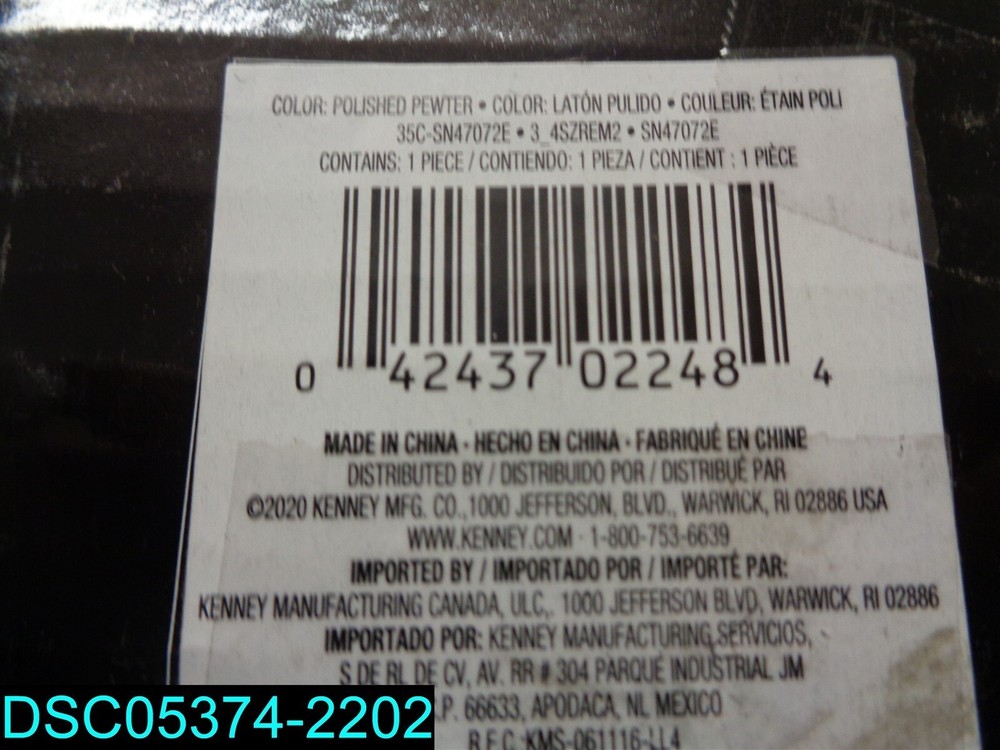 COLOR: POLISHED PEWTER • COLOR: LATÓN PULIDO • COULEUR: ÉTAIN POLI
35C-SN47072E • 3_4SZREM2 • SN47072E
CONTAINS: 1 PIECE / CONTIENDO: 1 PIEZA / CONTIENT : 1 PIÈCE
0 42437 02248 4
MADE IN CHINA · HECHO EN CHINA · FABRIQUÉ EN CHINE
DISTRIBUTED BY / DISTRIBUIDO POR / DISTRIBUÉ PAR
©2020 KENNEY MFG. CO.,1000 JEFFERSON, BLVD., WARWICK, RI 02886 USA
WWW.KENNEY.COM · 1-800-753-6639
IMPORTED BY / IMPORTADO POR / IMPORTÉ PAR:
KENNEY MANUFACTURING CANADA, ULC,. 1000 JEFFERSON BLVD, WARWICK, RI 02886
IMPORTADO POR: KENNEY MANUFACTURING SERVICIOS,
S DE RL DE CV, AV. RR # 304 PARQUE INDUSTRIAL JM
.P. 66633, APODACA, NL MEXICO
R.F.C. KMS-061116-LL4
DSC05374-2202